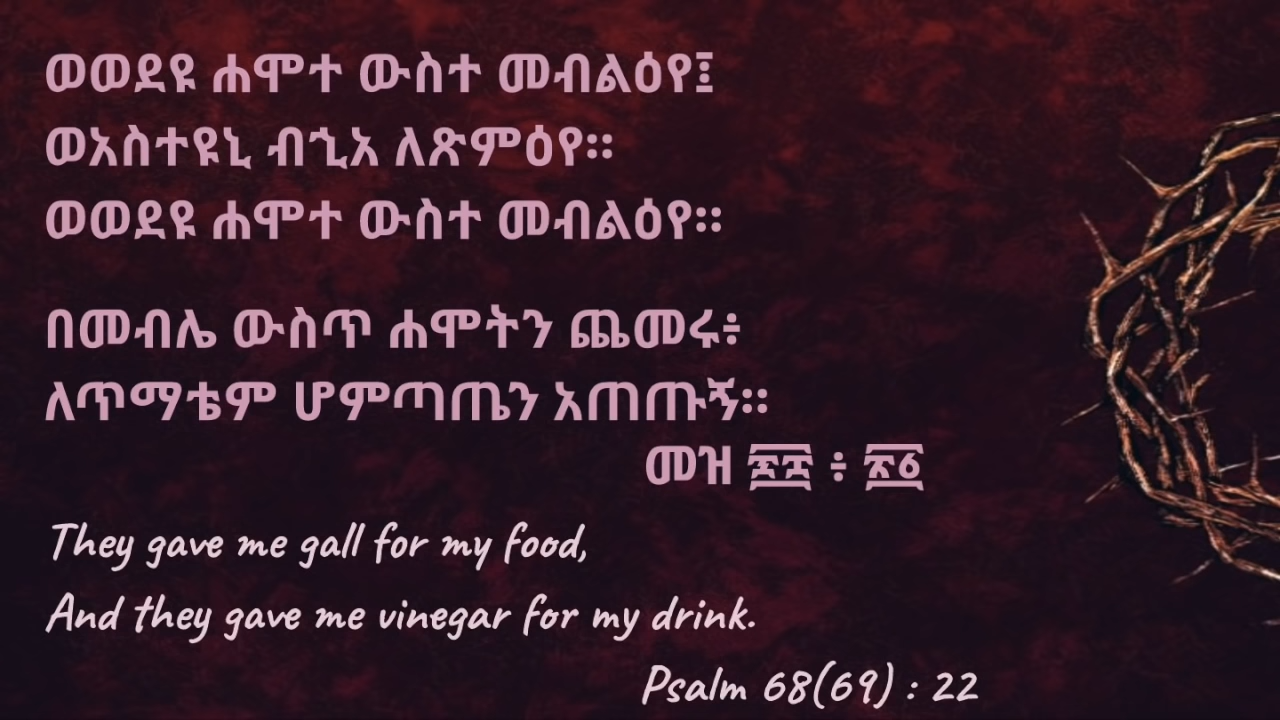 ወወደዩ ሐሞተ ውስተ መብልዕየ፤
ወአስተዩኒ ብኂአ ለጽምዕየ።
ወወደዩ ሐሞተ ውስተ መብልዕየ።
በመብሌ ውስጥ ሐሞትን ጨመሩ፥
ለጥማቴም ሆምጣጤን አጠጡኝ።
መዝ ፷፰ ፥ ፳፩
They gave me gall for my food,
And they gave me vinegar for my drink.
Psalm 68(69) : 22